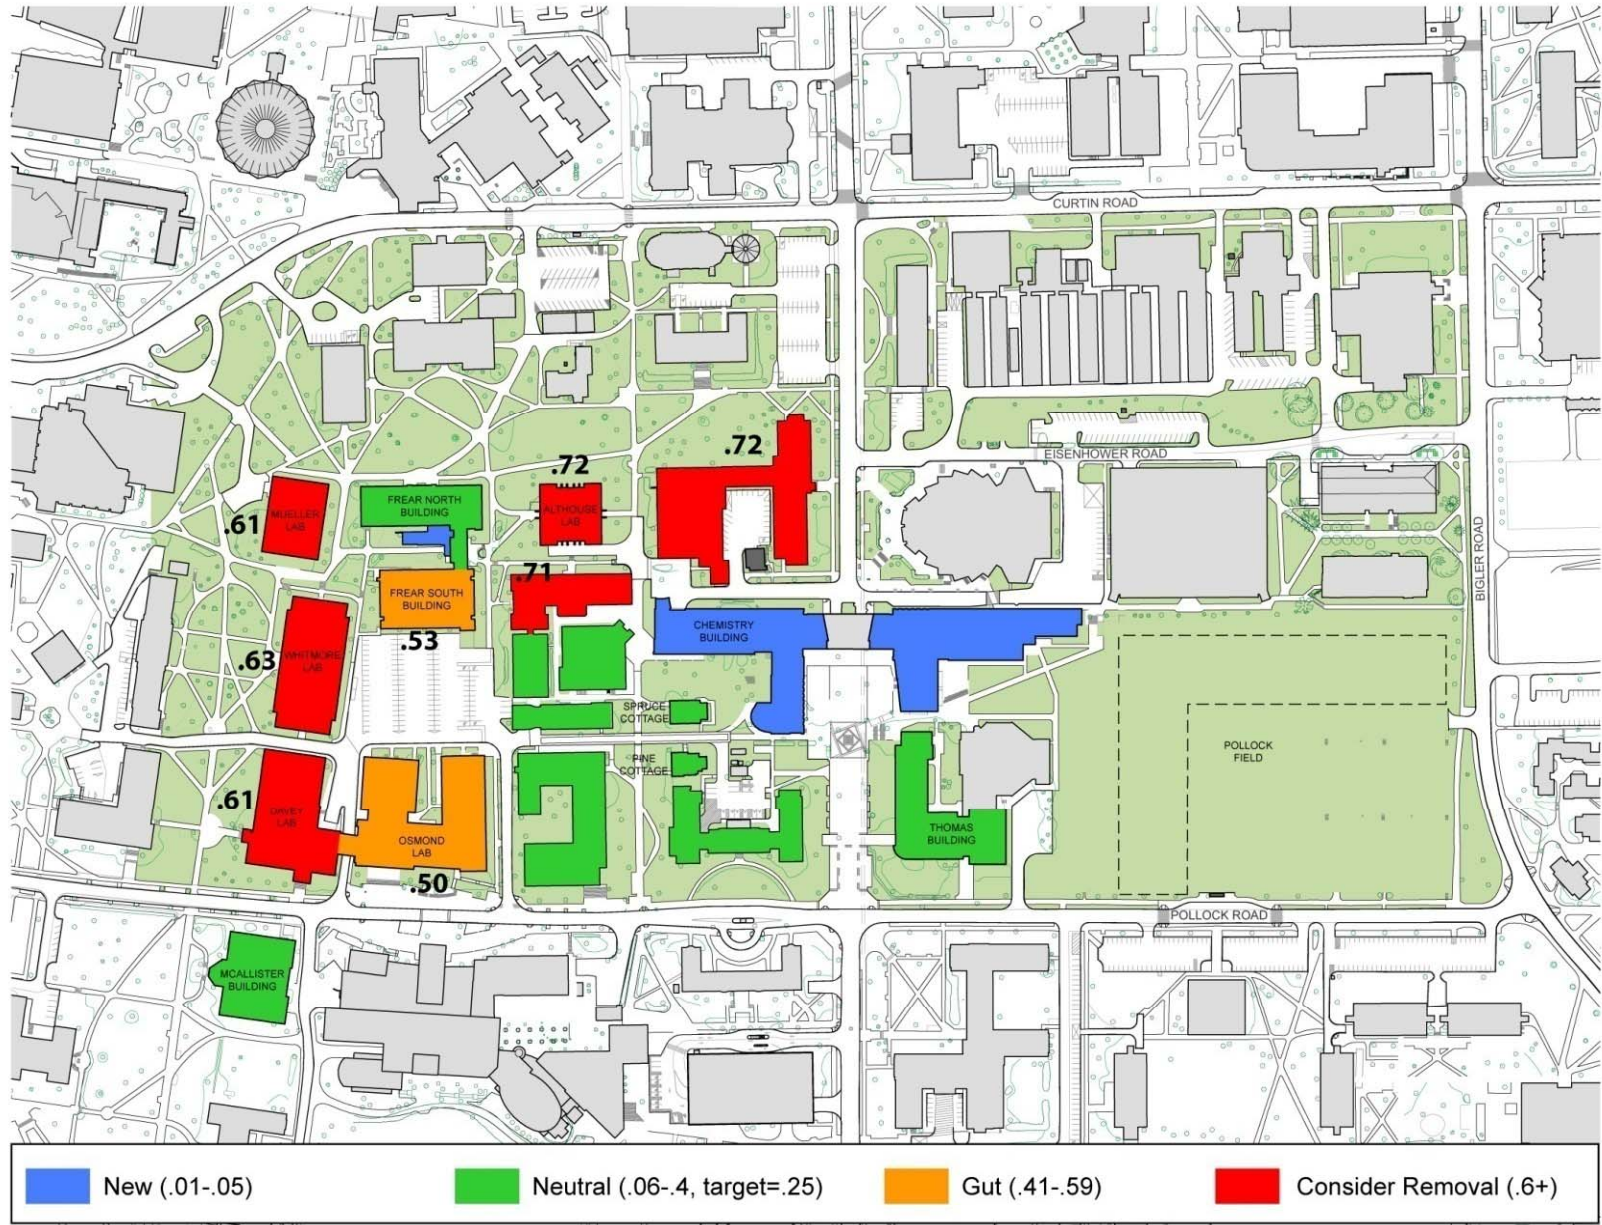 CURTIN ROAD
EISENHOWER ROAD
.72
.72
FREAR NORTH
BUILDING
MUELLER
LAB
.61
ALTHOUSE
LAB
BIGLER ROAD
.71
FREAR SOUTH
BUILDING
.53
CHEMISTRY
BUILDING
WHITMORE
LAB
.63
SPRUCE
COTTAGE
PINE
COTTAGE
POLLOCK
FIELD
.61
DAVEY
LAB
OSMOND
LAB
THOMAS
BUILDING
.50
POLLOCK ROAD
MCALLISTER
BUILDING
New (.01-.05)
Neutral (.06-.4, target=.25)
Gut (.41-.59)
Consider Removal (.6+)